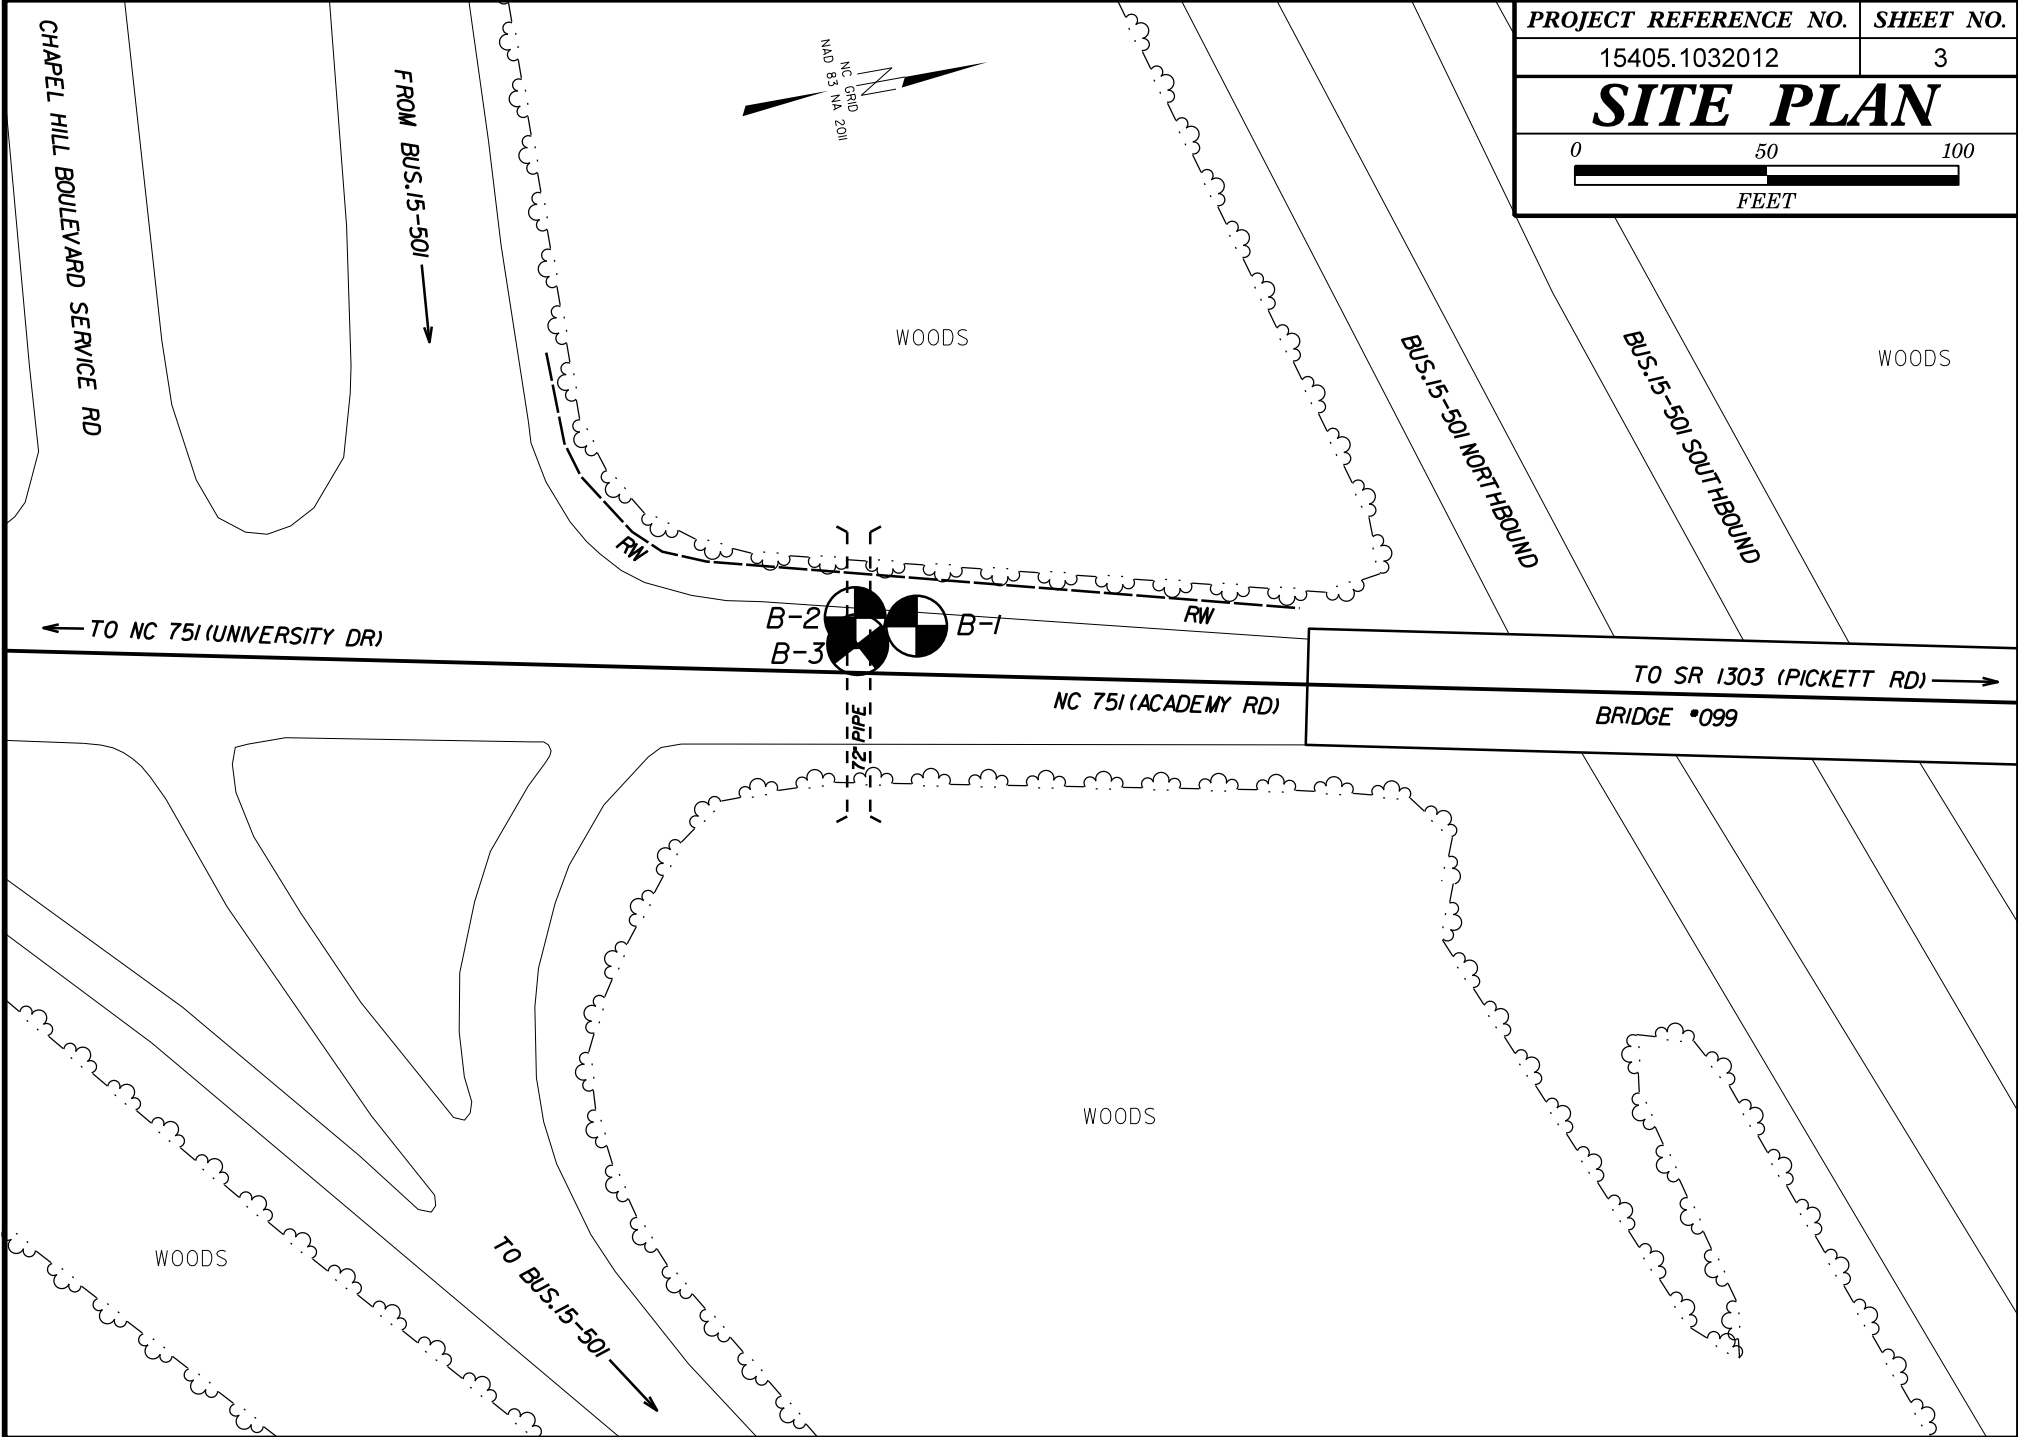 PROJECT REFERENCE NO.
SHEET NO.
15405.1032012
3
SITE PLAN
0 50 100
FEET
CHAPEL HILL BOULEVARD SERVICE RD
FROM BUS.15-501
NC GRID
NAD 83 NA 2011
WOODS
WOODS
BUS.15-501 NORTHBOUND
BUS.15-501 SOUTHBOUND
RW
RW
B-2
B-1
B-3
TO NC 751 (UNIVERSITY DR)
NC 751 (ACADEMY RD)
TO SR 1303 (PICKETT RD)
BRIDGE #099
72" PIPE
WOODS
WOODS
TO BUS.15-501